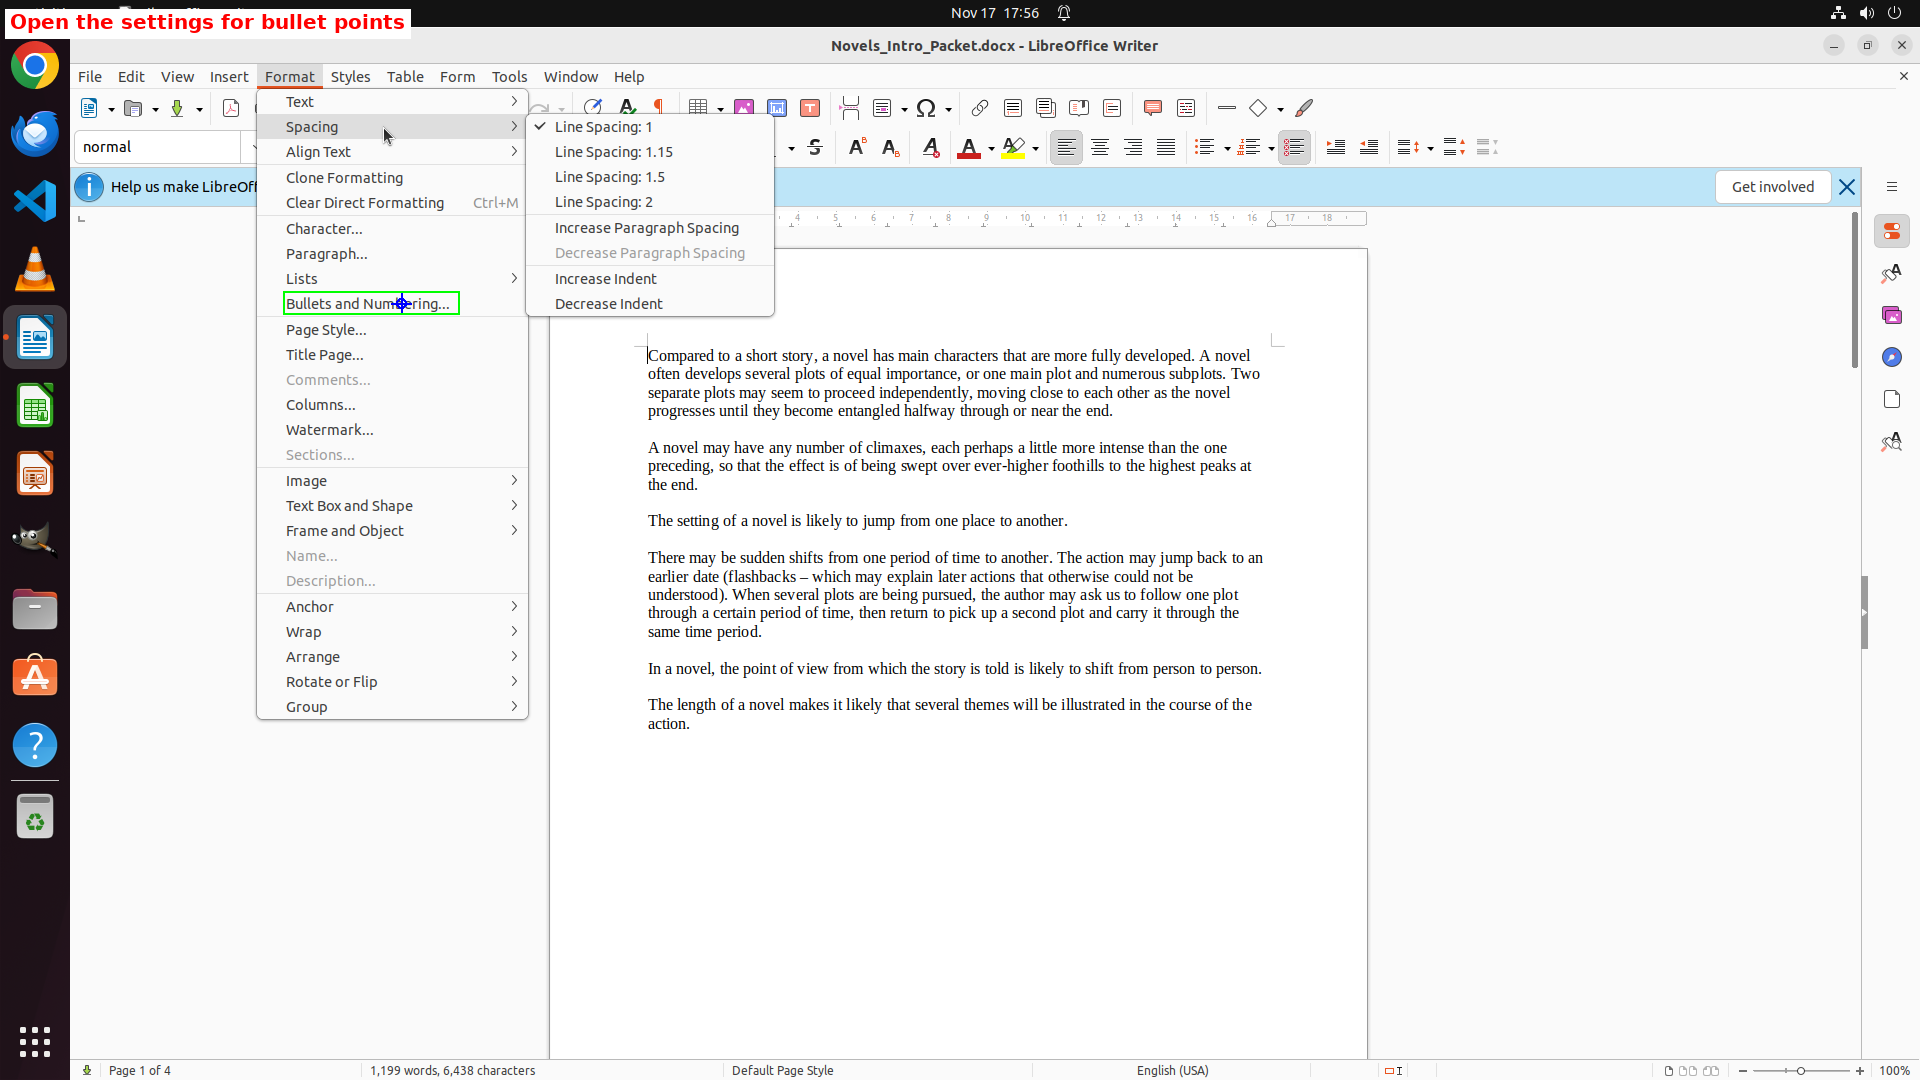 Open the settings for bullet points
Nov 17 17:56
Novels_Intro_Packet.docx - LibreOffice Writer
File Edit View Insert Format Styles Table Form Tools Window Help
normal
Help us make LibreOff
Get involved
Text
Spacing
Align Text
Clone Formatting
Clear Direct Formatting Ctrl+M
Character...
Paragraph...
Lists
Bullets and Numbering...
Page Style...
Title Page...
Comments...
Columns...
Watermark...
Sections...
Image
Text Box and Shape
Frame and Object
Name...
Description...
Anchor
Wrap
Arrange
Rotate or Flip
Group
Line Spacing: 1
Line Spacing: 1.15
Line Spacing: 1.5
Line Spacing: 2
Increase Paragraph Spacing
Decrease Paragraph Spacing
Increase Indent
Decrease Indent
4 5 6 7 8 9 10 11 12 13 14 15 16 17 18
Compared to a short story, a novel has main characters that are more fully developed. A novel
often develops several plots of equal importance, or one main plot and numerous subplots. Two
separate plots may seem to proceed independently, moving close to each other as the novel
progresses until they become entangled halfway through or near the end.
A novel may have any number of climaxes, each perhaps a little more intense than the one
preceding, so that the effect is of being swept over ever-higher foothills to the highest peaks at
the end.
The setting of a novel is likely to jump from one place to another.
There may be sudden shifts from one period of time to another. The action may jump back to an
earlier date (flashbacks – which may explain later actions that otherwise could not be
understood). When several plots are being pursued, the author may ask us to follow one plot
through a certain period of time, then return to pick up a second plot and carry it through the
same time period.
In a novel, the point of view from which the story is told is likely to shift from person to person.
The length of a novel makes it likely that several themes will be illustrated in the course of the
action.
Page 1 of 4
1,199 words, 6,438 characters
Default Page Style
English (USA)
100%